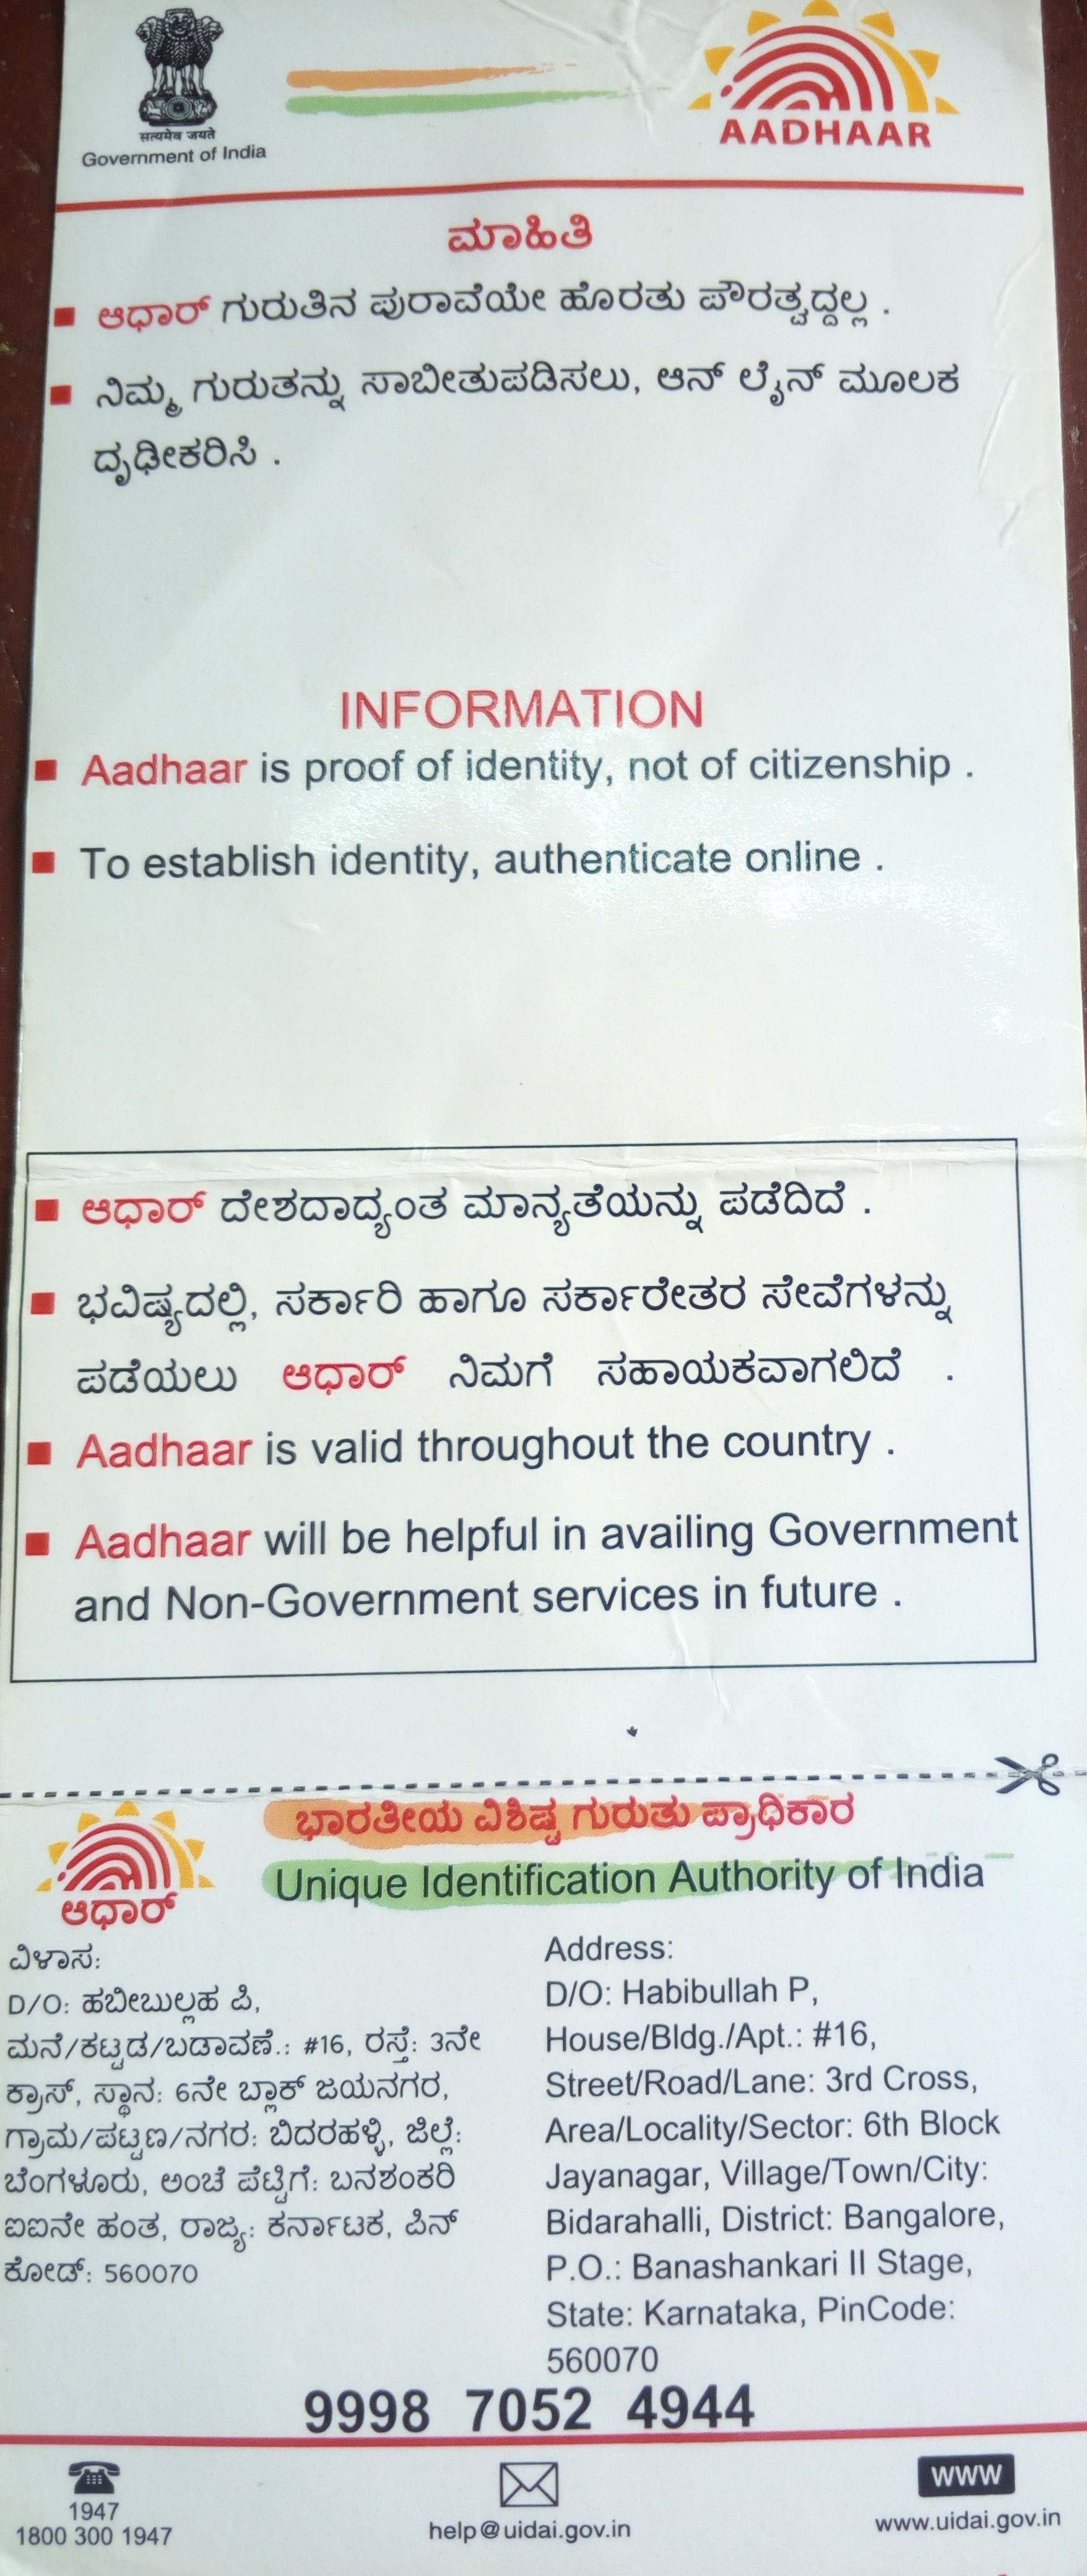 सत्यमेव जयते
Government of India
AADHAAR
ಮಾಹಿತಿ
ಆಧಾರ್ ಗುರುತಿನ ಪುರಾವೆಯೇ ಹೊರತು ಪೌರತ್ವದ್ದಲ್ಲ .
ನಿಮ್ಮ ಗುರುತನ್ನು ಸಾಬೀತುಪಡಿಸಲು, ಆನ್ ಲೈನ್ ಮೂಲಕ
ದೃಢೀಕರಿಸಿ .
INFORMATION
Aadhaar is proof of identity, not of citizenship .
To establish identity, authenticate online .
ಆಧಾರ್ ದೇಶದಾದ್ಯಂತ ಮಾನ್ಯತೆಯನ್ನು ಪಡೆದಿದೆ .
ಭವಿಷ್ಯದಲ್ಲಿ, ಸರ್ಕಾರಿ ಹಾಗೂ ಸರ್ಕಾರೇತರ ಸೇವೆಗಳನ್ನು
ಪಡೆಯಲು ಆಧಾರ್ ನಿಮಗೆ ಸಹಾಯಕವಾಗಲಿದೆ .
Aadhaar is valid throughout the country .
Aadhaar will be helpful in availing Government
and Non-Government services in future .
ಭಾರತೀಯ ವಿಶಿಷ್ಟ ಗುರುತು ಪ್ರಾಧಿಕಾರ
Unique Identification Authority of India
ಆಧಾರ್
ವಿಳಾಸ:
D/O: ಹಬೀಬುಲ್ಲಹ ಪಿ,
ಮನೆ/ಕಟ್ಟಡ/ಬಡಾವಣೆ.: #16, ರಸ್ತೆ: 3ನೇ
ಕ್ರಾಸ್, ಸ್ಥಾನ: 6ನೇ ಬ್ಲಾಕ್ ಜಯನಗರ,
ಗ್ರಾಮ/ಪಟ್ಟಣ/ನಗರ: ಬಿದರಹಳ್ಳಿ, ಜಿಲ್ಲೆ:
ಬೆಂಗಳೂರು, ಅಂಚೆ ಪೆಟ್ಟಿಗೆ: ಬನಶಂಕರಿ
ಐಐನೇ ಹಂತ, ರಾಜ್ಯ: ಕರ್ನಾಟಕ, ಪಿನ್
ಕೋಡ್: 560070
Address:
D/O: Habibullah P,
House/Bldg./Apt.: #16,
Street/Road/Lane: 3rd Cross,
Area/Locality/Sector: 6th Block
Jayanagar, Village/Town/City:
Bidarahalli, District: Bangalore,
P.O.: Banashankari II Stage,
State: Karnataka, PinCode:
560070
9998 7052 4944
1947
1800 300 1947
help@uidai.gov.in
www
www.uidai.gov.in